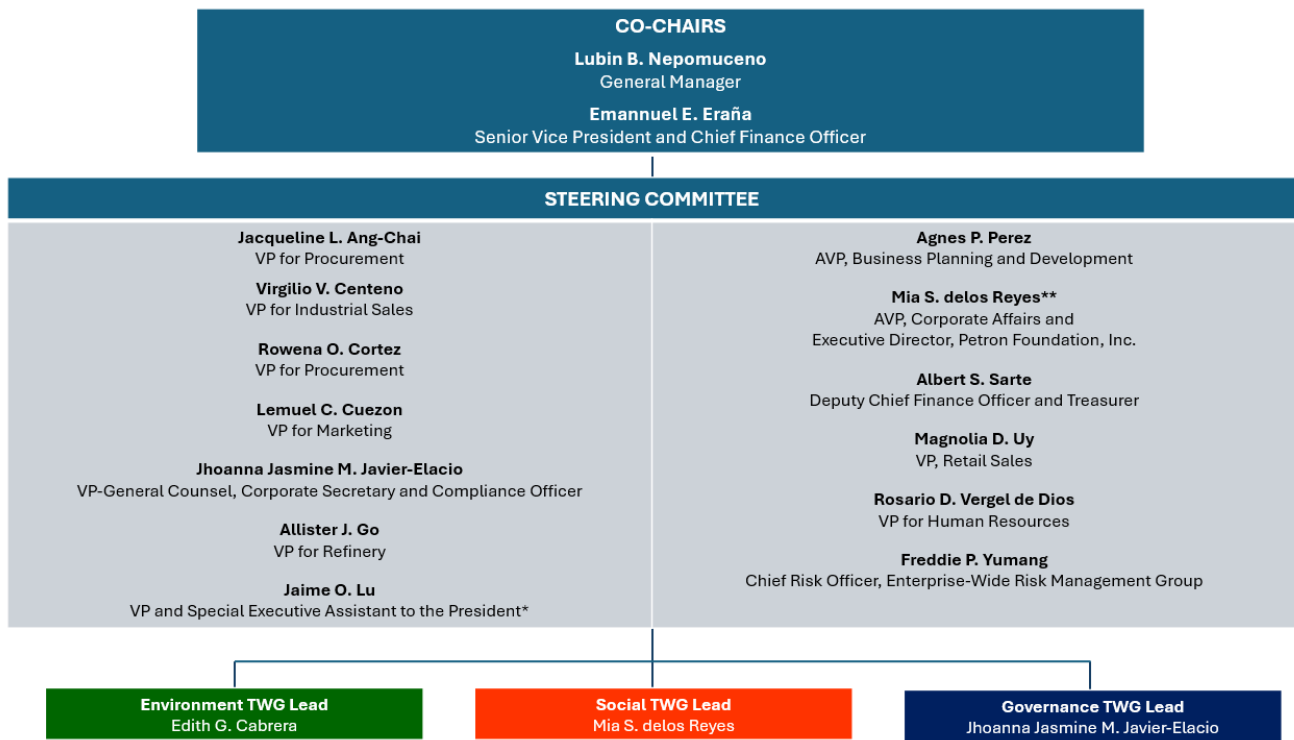 CO-CHAIRS
Lubin B. Nepomuceno
General Manager
Emannuel E. Eraña
Senior Vice President and Chief Finance Officer
STEERING COMMITTEE
Jacqueline L. Ang-Chai
VP for Procurement
Virgilio V. Centeno
VP for Industrial Sales
Rowena O. Cortez
VP for Procurement
Lemuel C. Cuezon
VP for Marketing
Jhoanna Jasmine M. Javier-Elacio
VP-General Counsel, Corporate Secretary and Compliance Officer
Allister J. Go
VP for Refinery
Jaime O. Lu
VP and Special Executive Assistant to the President*
Agnes P. Perez
AVP, Business Planning and Development
Mia S. delos Reyes**
AVP, Corporate Affairs and
Executive Director, Petron Foundation, Inc.
Albert S. Sarte
Deputy Chief Finance Officer and Treasurer
Magnolia D. Uy
VP, Retail Sales
Rosario D. Vergel de Dios
VP for Human Resources
Freddie P. Yumang
Chief Risk Officer, Enterprise-Wide Risk Management Group
Environment TWG Lead
Edith G. Cabrera
Social TWG Lead
Mia S. delos Reyes
Governance TWG Lead
Jhoanna Jasmine M. Javier-Elacio